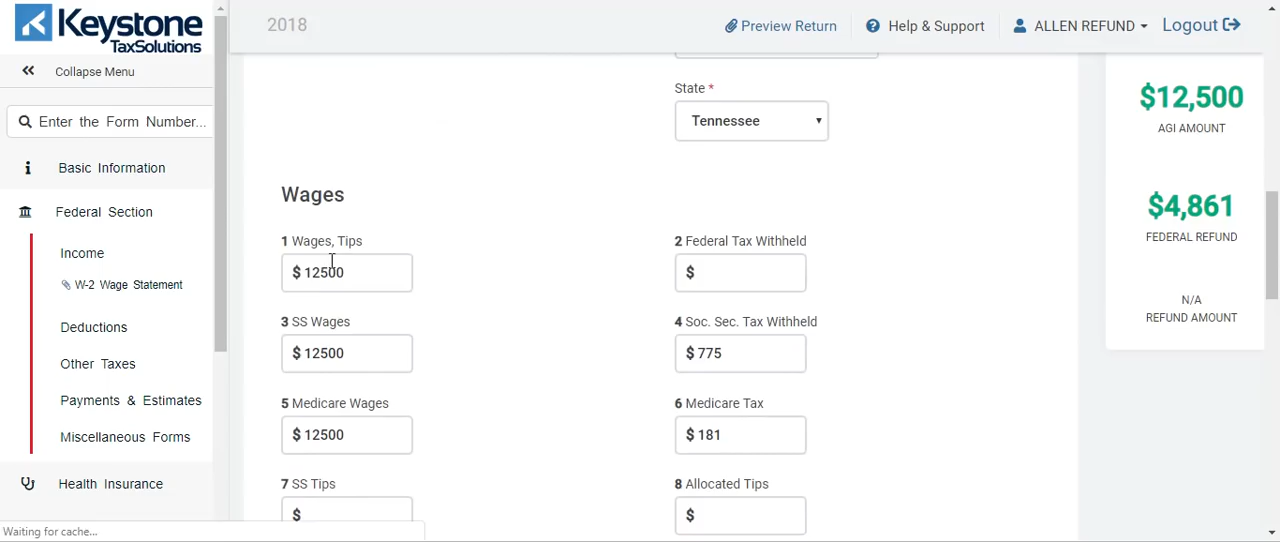 Keystone
TaxSolutions
2018
Preview Return
Help & Support
ALLEN REFUND
Logout
Collapse Menu
Enter the Form Number...
Basic Information
Federal Section
Income
W-2 Wage Statement
Deductions
Other Taxes
Payments & Estimates
Miscellaneous Forms
Health Insurance
Waiting for cache...
State *
Tennessee
Wages
1 Wages, Tips
$ 12500
2 Federal Tax Withheld
$
3 SS Wages
$ 12500
4 Soc. Sec. Tax Withheld
$ 775
5 Medicare Wages
$ 12500
6 Medicare Tax
$ 181
7 SS Tips
$
8 Allocated Tips
$
$12,500
AGI AMOUNT
$4,861
FEDERAL REFUND
N/A
REFUND AMOUNT